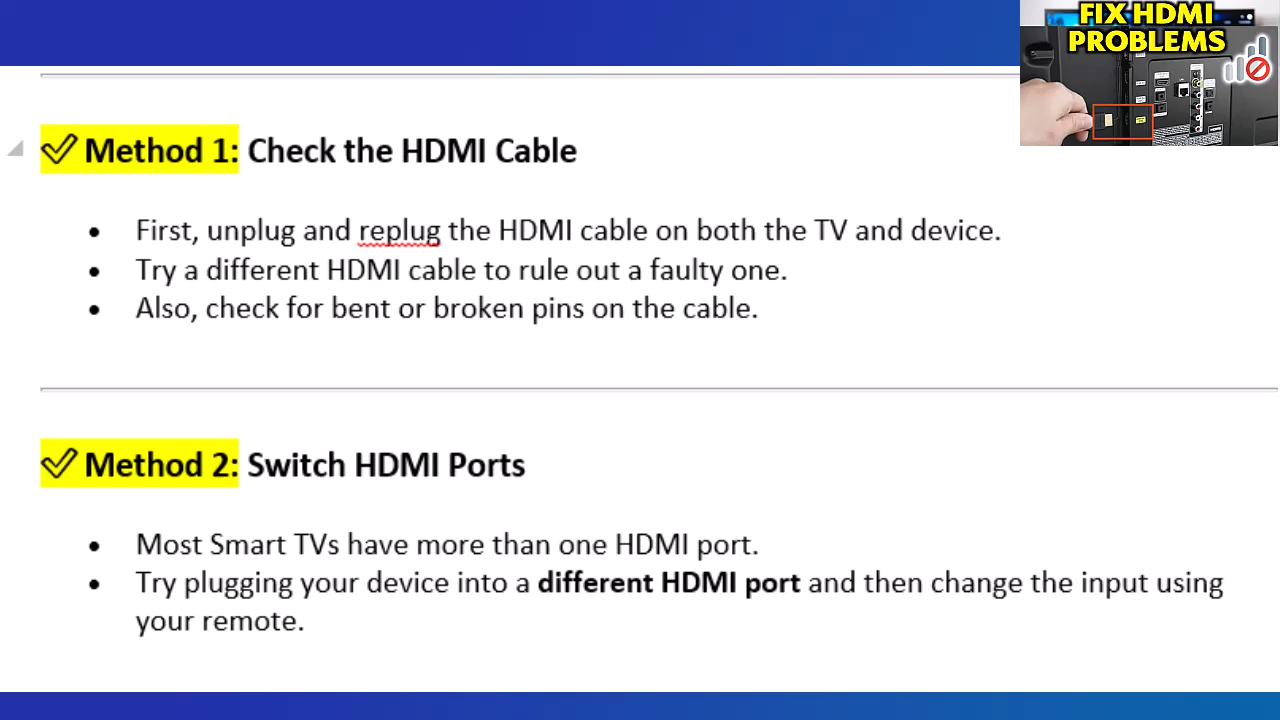 FIX HDMI
PROBLEMS
Method 1: Check the HDMI Cable
First, unplug and replug the HDMI cable on both the TV and device.
Try a different HDMI cable to rule out a faulty one.
Also, check for bent or broken pins on the cable.
Method 2: Switch HDMI Ports
Most Smart TVs have more than one HDMI port.
Try plugging your device into a different HDMI port and then change the input using
your remote.